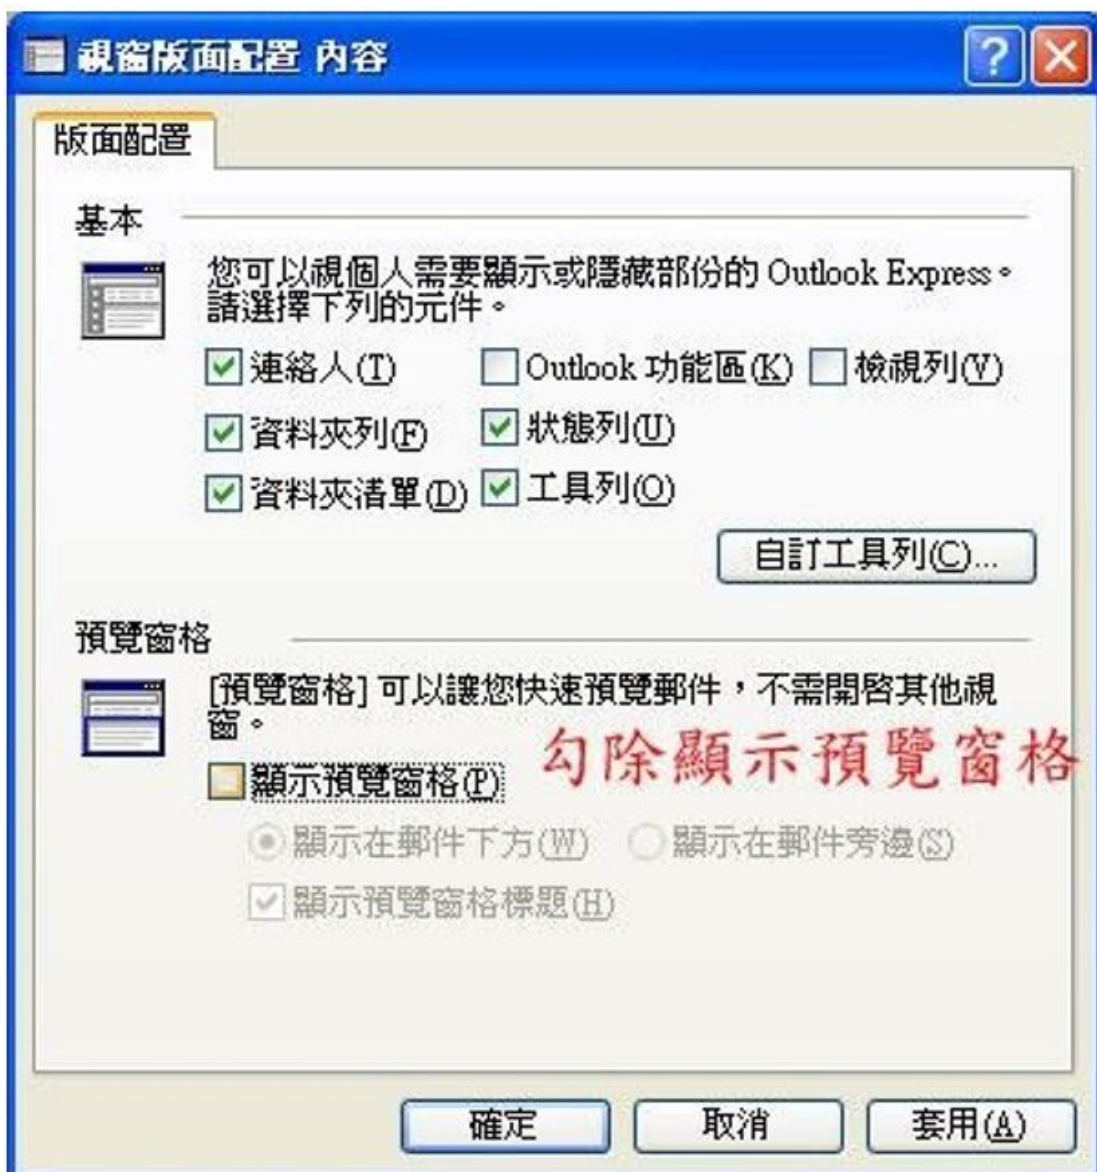 視窗版面配置 內容
版面配置
基本
您可以視個人需要顯示或隱藏部份的 Outlook Express。
請選擇下列的元件。
連絡人(T) Outlook 功能區(K) 檢視列(V)
資料夾列(F) 狀態列(U)
資料夾清單(D) 工具列(O)
自訂工具列(C)...
預覽窗格
[預覽窗格] 可以讓您快速預覽郵件，不需開啟其他視
窗。
勾除顯示預覽窗格
顯示預覽窗格(P)
顯示在郵件下方(W) 顯示在郵件旁邊(S)
顯示預覽窗格標題(H)
確定 取消 套用(A)